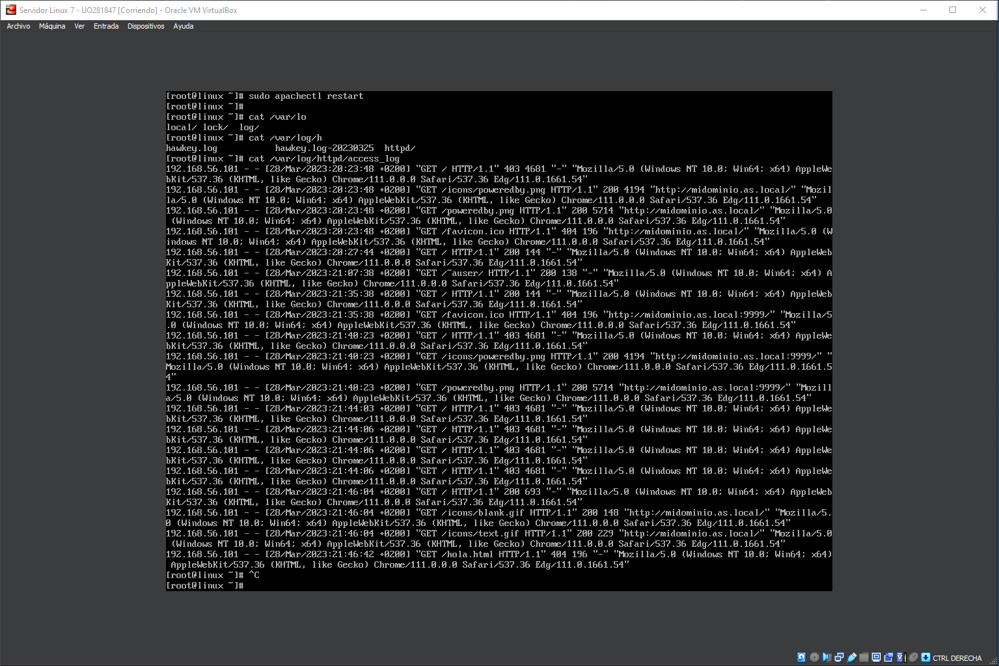 Servidor Linux 7 - UO281847 [Corriendo] - Oracle VM VirtualBox
Archivo Máquina Ver Entrada Dispositivos Ayuda
[root@linux ~]# sudo apachectl restart
[root@linux ~]#
[root@linux ~]# cat /var/lo
local/ lock/  log/
[root@linux ~]# cat /var/log/h
hawkey.log           hawkey.log-20230325  httpd/
[root@linux ~]# cat /var/log/httpd/access_log
192.168.56.101 - - [28/Mar/2023:20:23:48 +0200] "GET / HTTP/1.1" 403 4681 "-" "Mozilla/5.0 (Windows NT 10.0; Win64; x64) AppleWe
bKit/537.36 (KHTML, like Gecko) Chrome/111.0.0.0 Safari/537.36 Edg/111.0.1661.54"
192.168.56.101 - - [28/Mar/2023:20:23:48 +0200] "GET /icons/poweredby.png HTTP/1.1" 200 4194 "http://midominio.as.local/" "Mozil
la/5.0 (Windows NT 10.0; Win64; x64) AppleWebKit/537.36 (KHTML, like Gecko) Chrome/111.0.0.0 Safari/537.36 Edg/111.0.1661.54"
192.168.56.101 - - [28/Mar/2023:20:23:48 +0200] "GET /poweredby.png HTTP/1.1" 200 5714 "http://midominio.as.local/" "Mozilla/5.0
 (Windows NT 10.0; Win64; x64) AppleWebKit/537.36 (KHTML, like Gecko) Chrome/111.0.0.0 Safari/537.36 Edg/111.0.1661.54"
192.168.56.101 - - [28/Mar/2023:20:23:48 +0200] "GET /favicon.ico HTTP/1.1" 404 196 "http://midominio.as.local/" "Mozilla/5.0 (W
indows NT 10.0; Win64; x64) AppleWebKit/537.36 (KHTML, like Gecko) Chrome/111.0.0.0 Safari/537.36 Edg/111.0.1661.54"
192.168.56.101 - - [28/Mar/2023:20:27:44 +0200] "GET / HTTP/1.1" 200 144 "-" "Mozilla/5.0 (Windows NT 10.0; Win64; x64) AppleWeb
Kit/537.36 (KHTML, like Gecko) Chrome/111.0.0.0 Safari/537.36 Edg/111.0.1661.54"
192.168.56.101 - - [28/Mar/2023:21:07:38 +0200] "GET /~auser/ HTTP/1.1" 200 138 "-" "Mozilla/5.0 (Windows NT 10.0; Win64; x64) A
ppleWebKit/537.36 (KHTML, like Gecko) Chrome/111.0.0.0 Safari/537.36 Edg/111.0.1661.54"
192.168.56.101 - - [28/Mar/2023:21:35:38 +0200] "GET / HTTP/1.1" 200 144 "-" "Mozilla/5.0 (Windows NT 10.0; Win64; x64) AppleWeb
Kit/537.36 (KHTML, like Gecko) Chrome/111.0.0.0 Safari/537.36 Edg/111.0.1661.54"
192.168.56.101 - - [28/Mar/2023:21:35:38 +0200] "GET /favicon.ico HTTP/1.1" 404 196 "http://midominio.as.local:9999/" "Mozilla/5
.0 (Windows NT 10.0; Win64; x64) AppleWebKit/537.36 (KHTML, like Gecko) Chrome/111.0.0.0 Safari/537.36 Edg/111.0.1661.54"
192.168.56.101 - - [28/Mar/2023:21:40:23 +0200] "GET / HTTP/1.1" 403 4681 "-" "Mozilla/5.0 (Windows NT 10.0; Win64; x64) AppleWe
bKit/537.36 (KHTML, like Gecko) Chrome/111.0.0.0 Safari/537.36 Edg/111.0.1661.54"
192.168.56.101 - - [28/Mar/2023:21:40:23 +0200] "GET /icons/poweredby.png HTTP/1.1" 200 4194 "http://midominio.as.local:9999/" "
Mozilla/5.0 (Windows NT 10.0; Win64; x64) AppleWebKit/537.36 (KHTML, like Gecko) Chrome/111.0.0.0 Safari/537.36 Edg/111.0.1661.5
4"
192.168.56.101 - - [28/Mar/2023:21:40:23 +0200] "GET /poweredby.png HTTP/1.1" 200 5714 "http://midominio.as.local:9999/" "Mozill
a/5.0 (Windows NT 10.0; Win64; x64) AppleWebKit/537.36 (KHTML, like Gecko) Chrome/111.0.0.0 Safari/537.36 Edg/111.0.1661.54"
192.168.56.101 - - [28/Mar/2023:21:44:03 +0200] "GET / HTTP/1.1" 403 4681 "-" "Mozilla/5.0 (Windows NT 10.0; Win64; x64) AppleWe
bKit/537.36 (KHTML, like Gecko) Chrome/111.0.0.0 Safari/537.36 Edg/111.0.1661.54"
192.168.56.101 - - [28/Mar/2023:21:44:06 +0200] "GET / HTTP/1.1" 403 4681 "-" "Mozilla/5.0 (Windows NT 10.0; Win64; x64) AppleWe
bKit/537.36 (KHTML, like Gecko) Chrome/111.0.0.0 Safari/537.36 Edg/111.0.1661.54"
192.168.56.101 - - [28/Mar/2023:21:44:06 +0200] "GET / HTTP/1.1" 403 4681 "-" "Mozilla/5.0 (Windows NT 10.0; Win64; x64) AppleWe
bKit/537.36 (KHTML, like Gecko) Chrome/111.0.0.0 Safari/537.36 Edg/111.0.1661.54"
192.168.56.101 - - [28/Mar/2023:21:44:06 +0200] "GET / HTTP/1.1" 403 4681 "-" "Mozilla/5.0 (Windows NT 10.0; Win64; x64) AppleWe
bKit/537.36 (KHTML, like Gecko) Chrome/111.0.0.0 Safari/537.36 Edg/111.0.1661.54"
192.168.56.101 - - [28/Mar/2023:21:46:04 +0200] "GET / HTTP/1.1" 200 693 "-" "Mozilla/5.0 (Windows NT 10.0; Win64; x64) AppleWeb
Kit/537.36 (KHTML, like Gecko) Chrome/111.0.0.0 Safari/537.36 Edg/111.0.1661.54"
192.168.56.101 - - [28/Mar/2023:21:46:04 +0200] "GET /icons/blank.gif HTTP/1.1" 200 148 "http://midominio.as.local/" "Mozilla/5.
0 (Windows NT 10.0; Win64; x64) AppleWebKit/537.36 (KHTML, like Gecko) Chrome/111.0.0.0 Safari/537.36 Edg/111.0.1661.54"
192.168.56.101 - - [28/Mar/2023:21:46:04 +0200] "GET /icons/text.gif HTTP/1.1" 200 229 "http://midominio.as.local/" "Mozilla/5.0
 (Windows NT 10.0; Win64; x64) AppleWebKit/537.36 (KHTML, like Gecko) Chrome/111.0.0.0 Safari/537.36 Edg/111.0.1661.54"
192.168.56.101 - - [28/Mar/2023:21:46:42 +0200] "GET /hola.html HTTP/1.1" 404 196 "-" "Mozilla/5.0 (Windows NT 10.0; Win64; x64)
 AppleWebKit/537.36 (KHTML, like Gecko) Chrome/111.0.0.0 Safari/537.36 Edg/111.0.1661.54"
[root@linux ~]# ^C
[root@linux ~]#
CTRL DERECHA